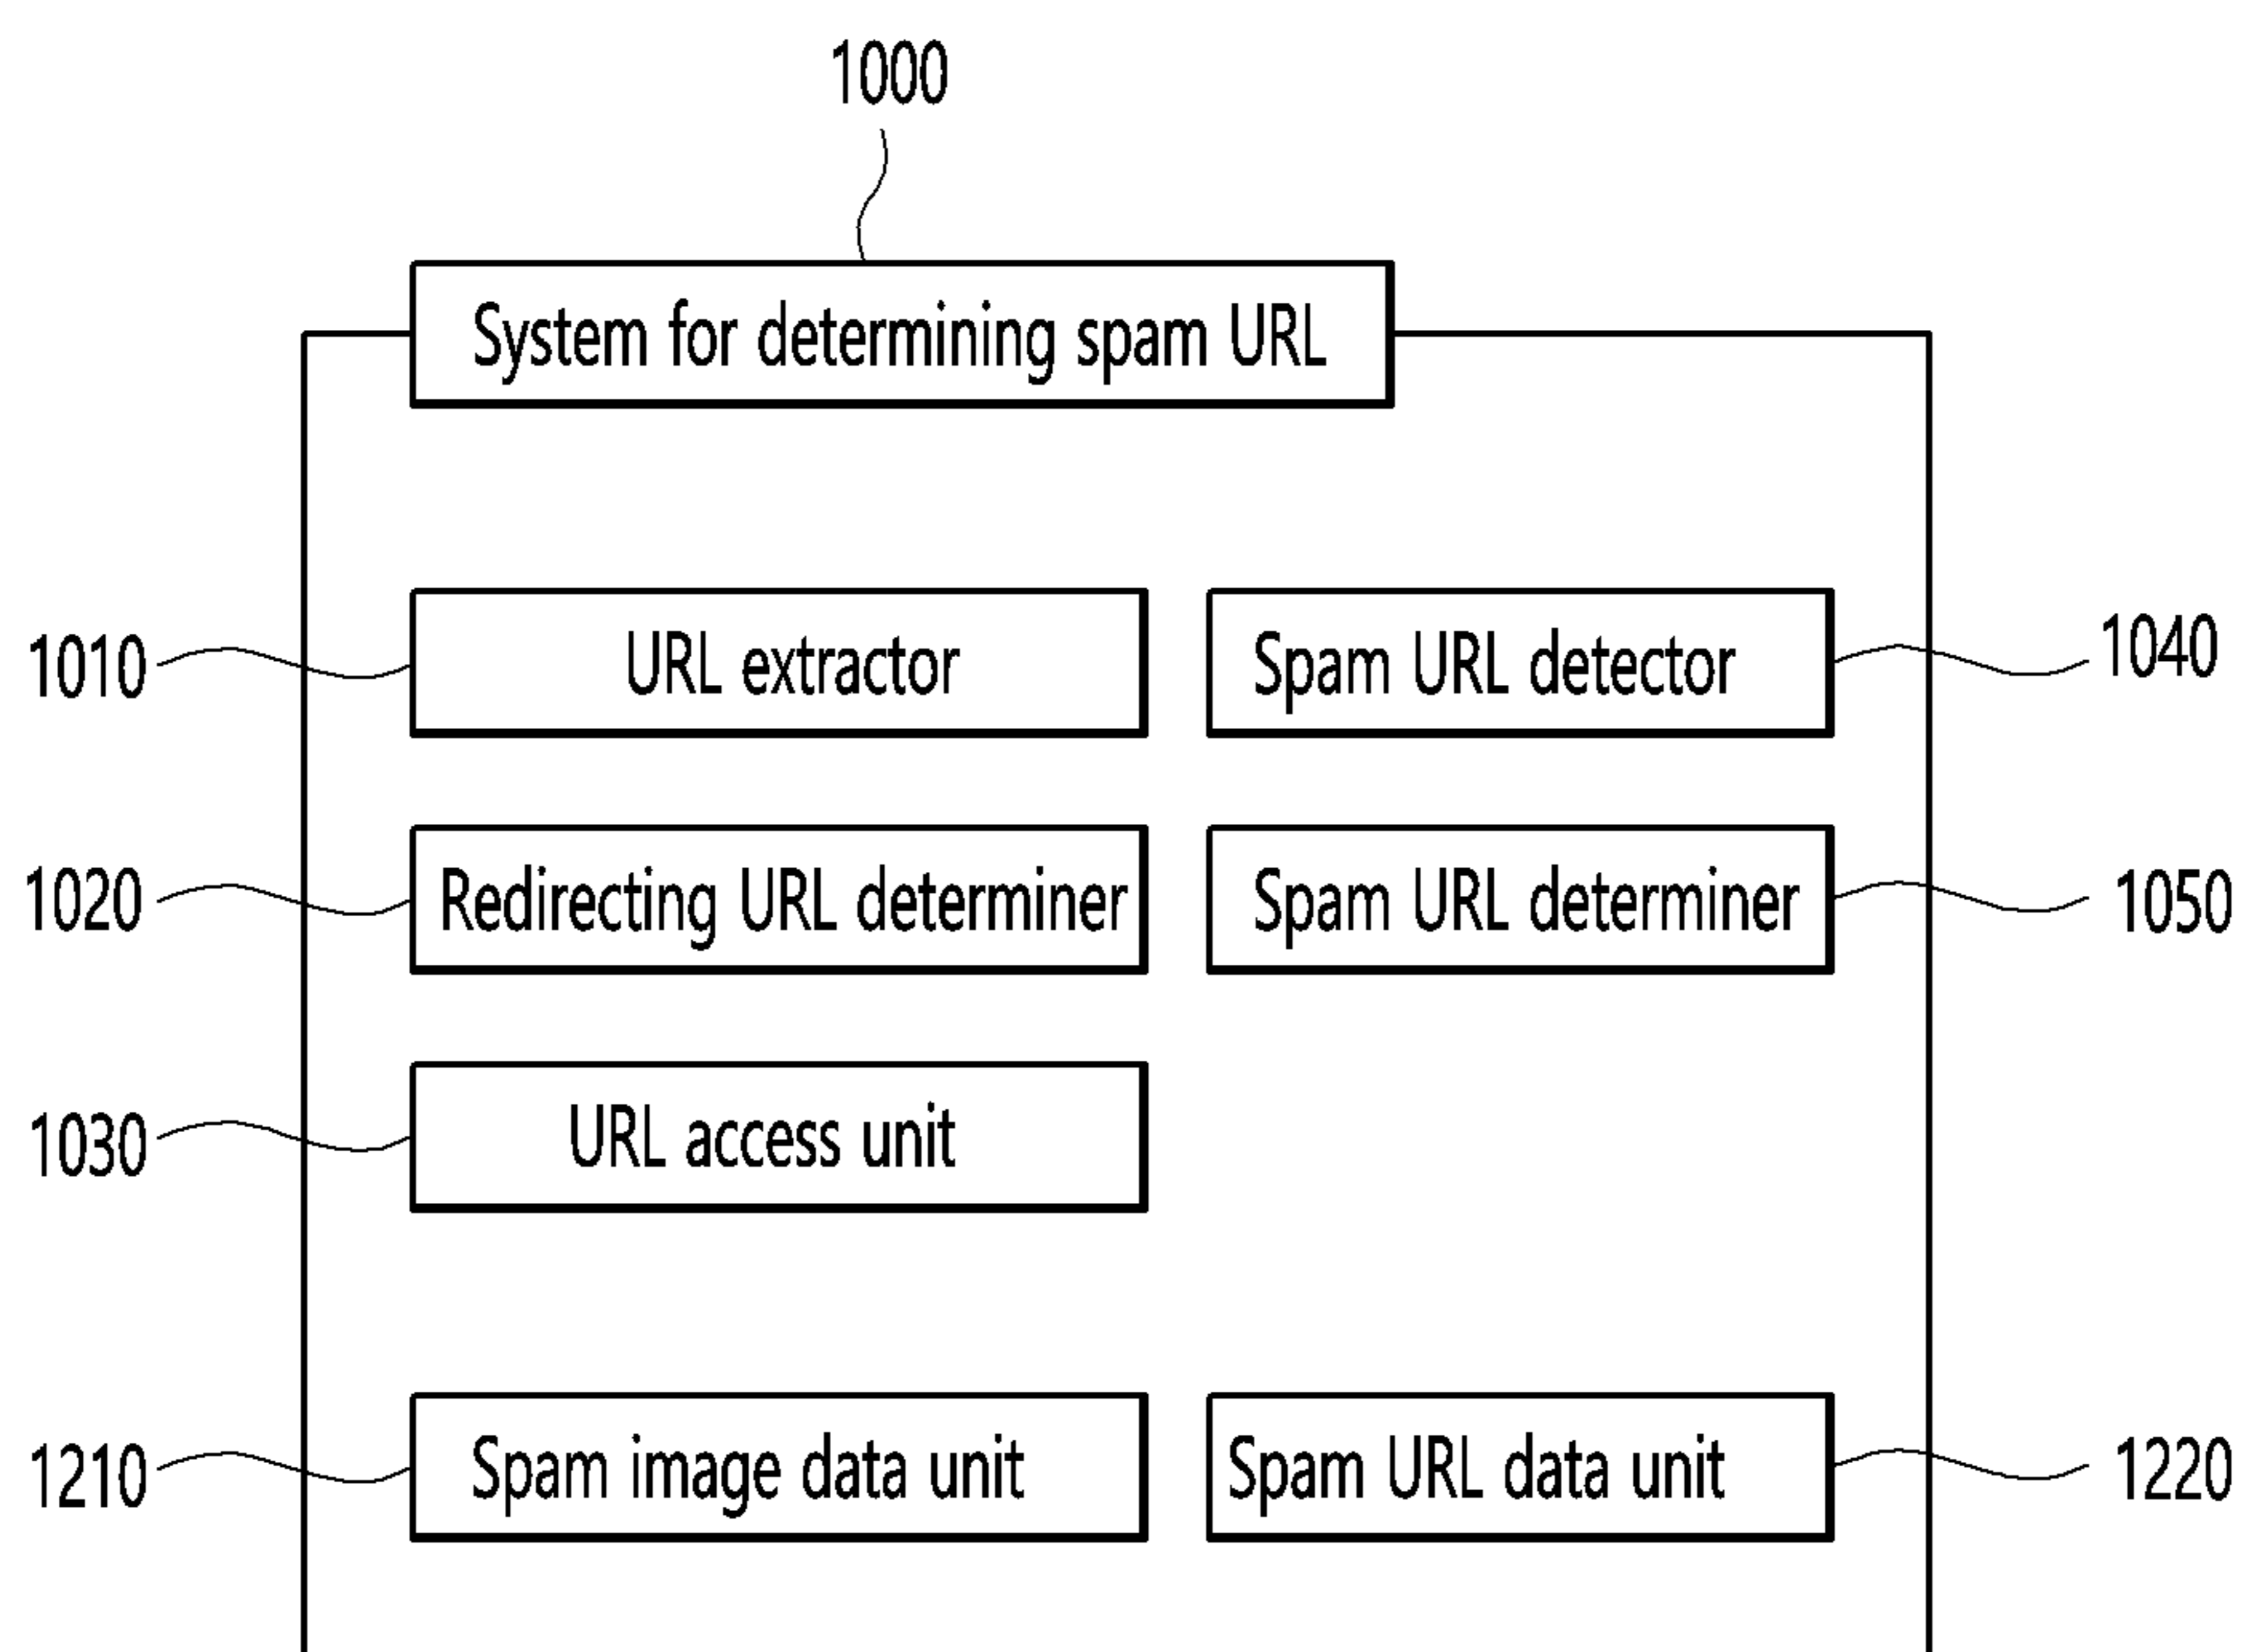 1000
System for determining spam URL
1010
URL extractor
Spam URL detector
1040
1020
Redirecting URL determiner
Spam URL determiner
1050
1030
URL access unit
1210
Spam image data unit
Spam URL data unit
1220